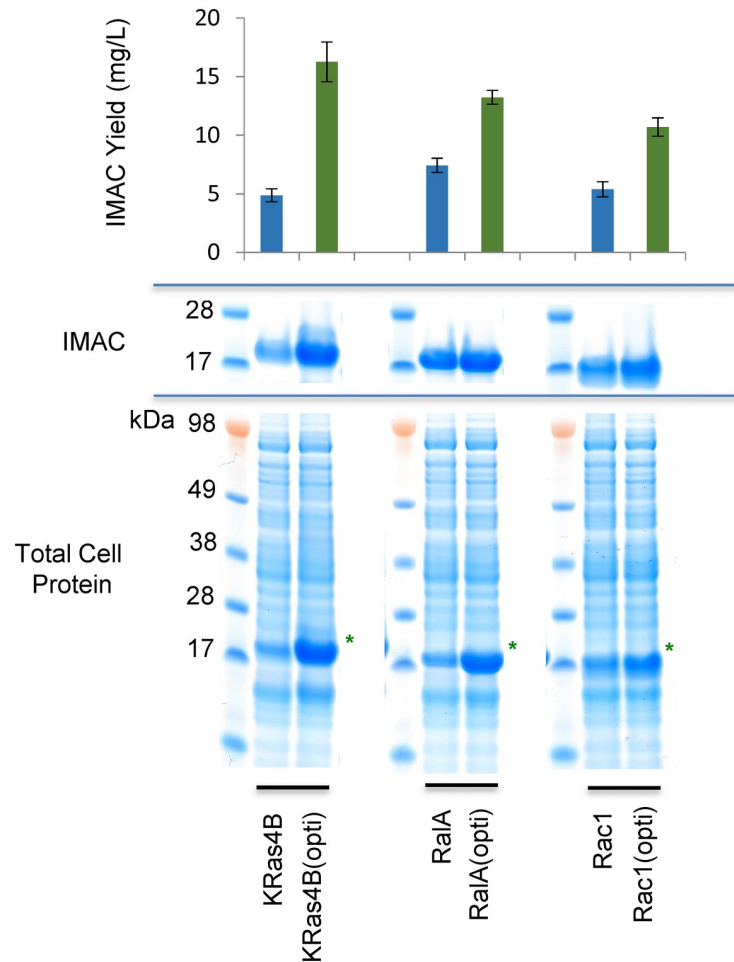 IMAC Yield (mg/L)
20
15
10
5
0
IMAC
28
17
kDa
98
49
38
28
17
Total Cell
Protein
*
*
*
KRas4B
KRas4B(opti)
RalA
RalA(opti)
Rac1
Rac1(opti)